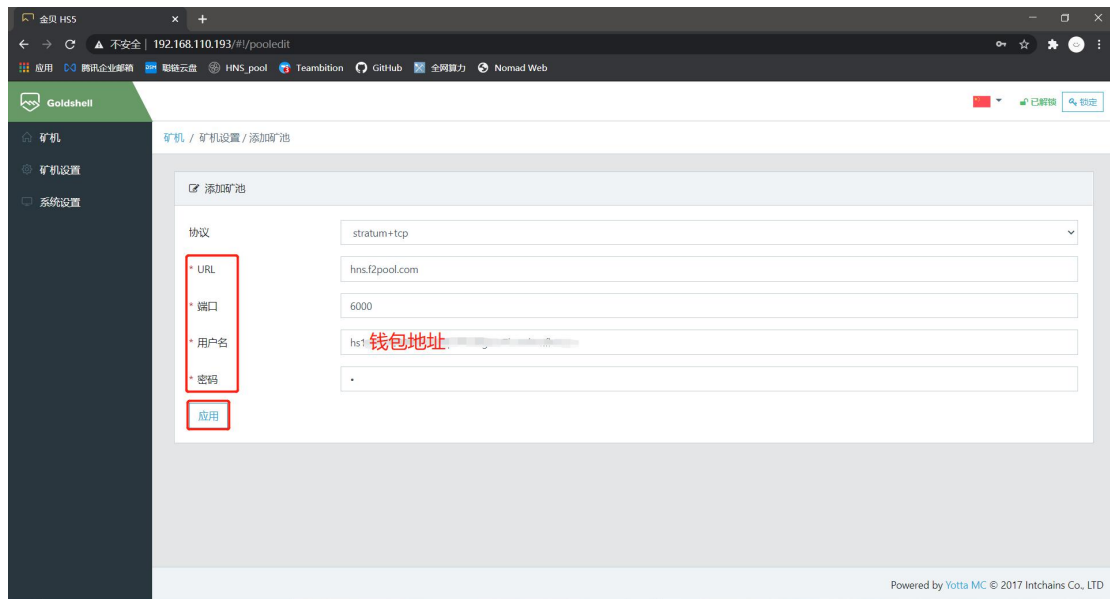 金贝 HS5
不安全 | 192.168.110.193/#!/pooledit
应用 腾讯企业邮箱 聪链云盘 HNS_pool Teambition GitHub 全网算力 Nomad Web
Goldshell
已解锁 锁定
矿机
矿机 / 矿机设置 / 添加矿池
矿机设置
系统设置
添加矿池
协议
stratum+tcp
* URL
hns.f2pool.com
* 端口
6000
* 用户名
hs1
钱包地址
* 密码
•
应用
Powered by Yotta MC © 2017 Intchains Co., LTD